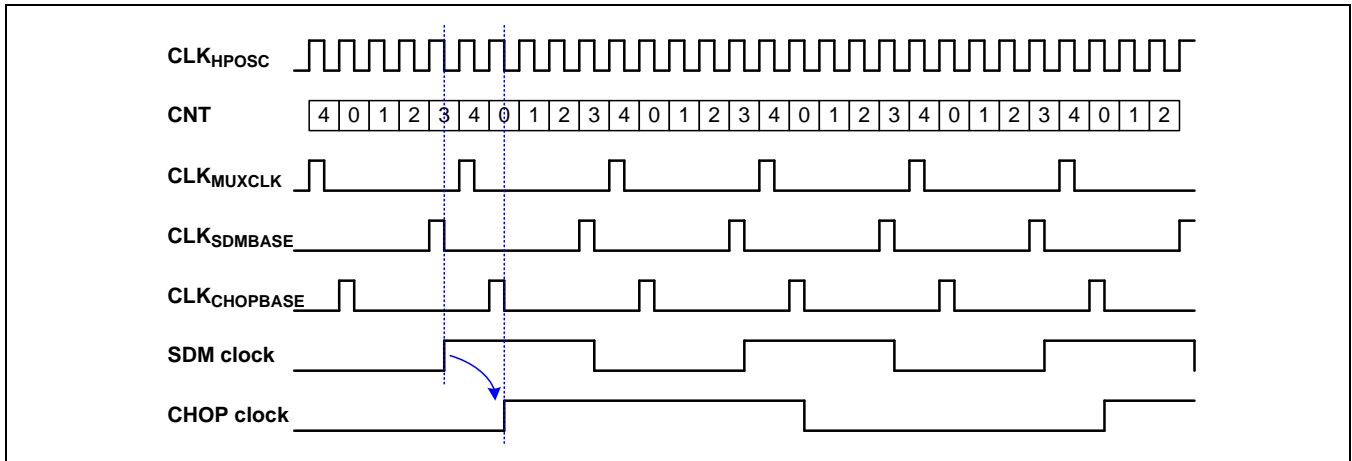 CLKHPOSC
CNT 4 0 1 2 3 4 0 1 2 3 4 0 1 2 3 4 0 1 2 3 4 0 1 2 3 4 0 1 2
CLKMUXCLK
CLKSDMBASE
CLKCHOPBASE
SDM clock
CHOP clock